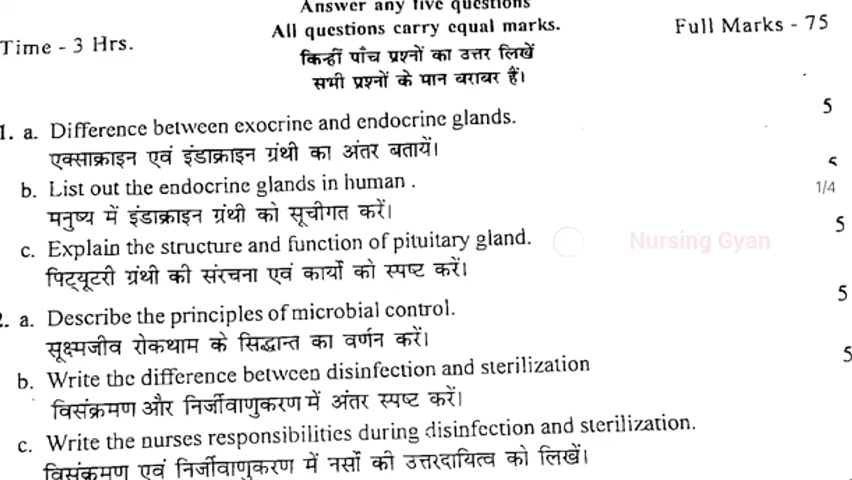 Answer any five questions
All questions carry equal marks.
Time - 3 Hrs.
Full Marks - 75
किन्हीं पाँच प्रश्नों का उत्तर लिखें
सभी प्रश्नों के मान बराबर हैं।
1. a. Difference between exocrine and endocrine glands. 5
एक्साक्राइन एवं इंडाक्राइन ग्रंथी का अंतर बतायें।
b. List out the endocrine glands in human . 5
1/4
मनुष्य में इंडाक्राइन ग्रंथी को सूचीगत करें।
c. Explain the structure and function of pituitary gland. 5
Nursing Gyan
पिट्यूटरी ग्रंथी की संरचना एवं कार्यो को स्पष्ट करें।
2. a. Describe the principles of microbial control. 5
सूक्ष्मजीव रोकथाम के सिद्धान्त का वर्णन करें।
b. Write the difference between disinfection and sterilization 5
विसंक्रमण और निर्जीवाणुकरण में अंतर स्पष्ट करें।
c. Write the nurses responsibilities during disinfection and sterilization.
विसंक्रमण एवं निर्जीवाणुकरण में नर्सो की उत्तरदायित्व को लिखें।